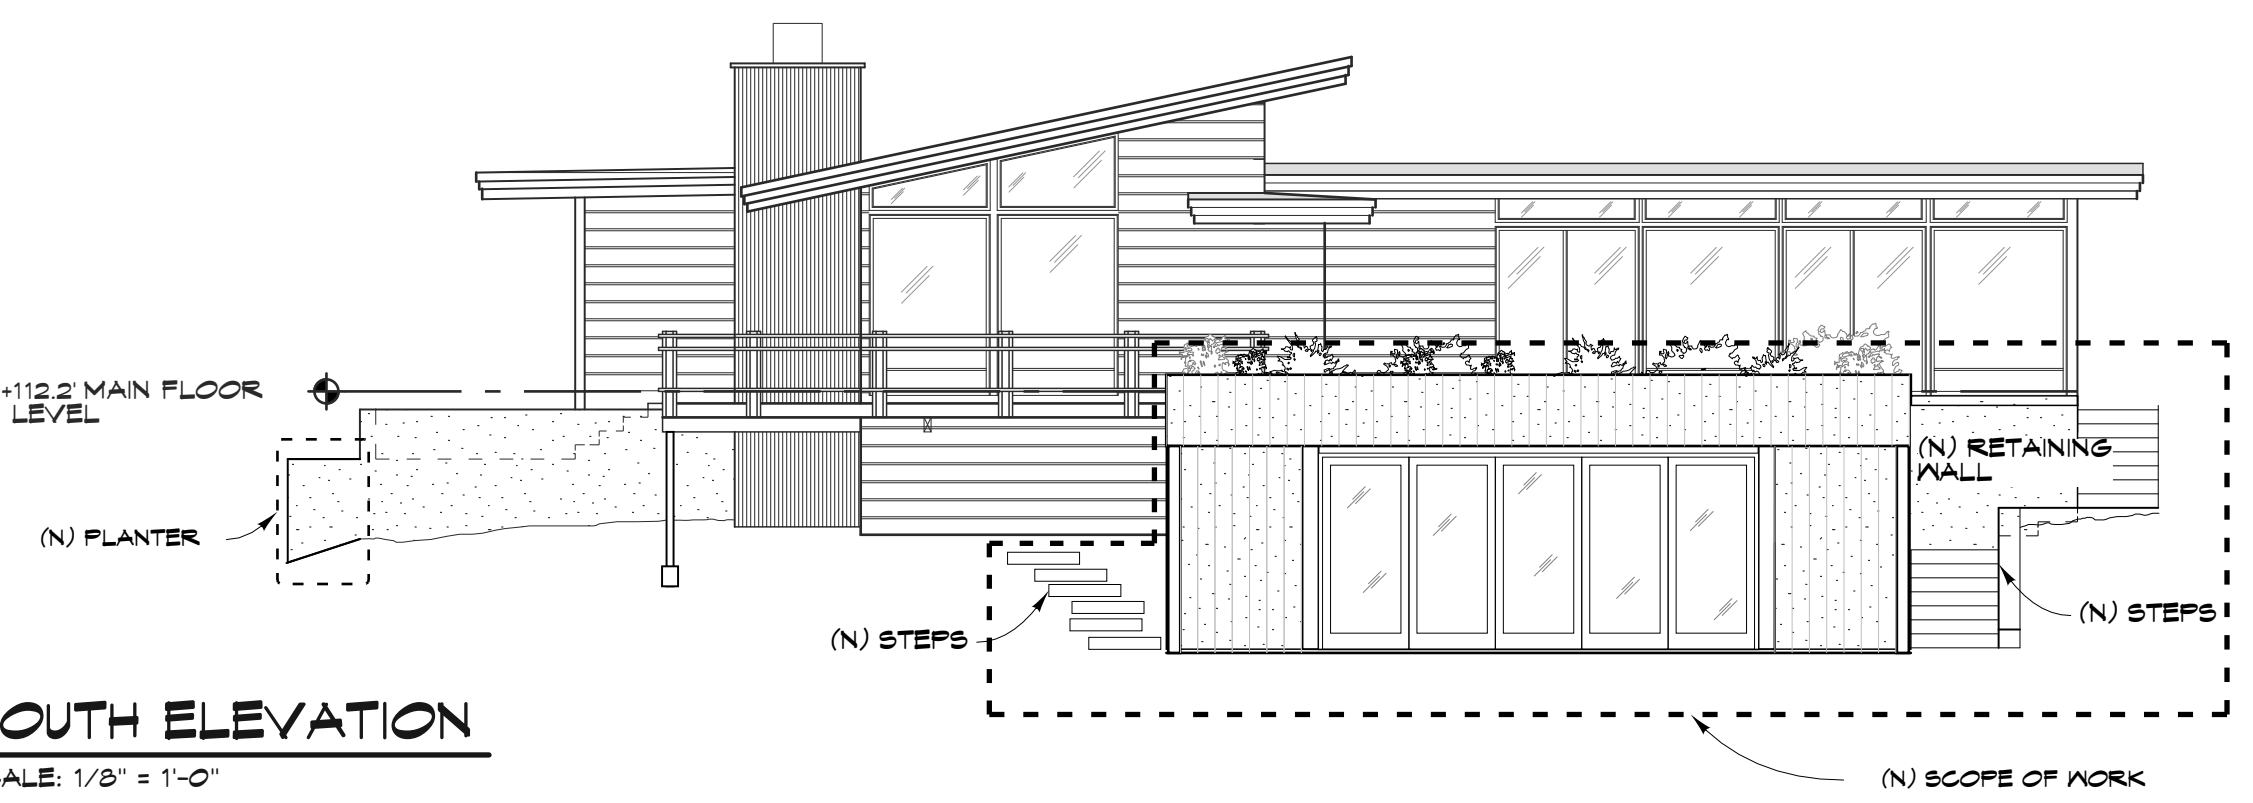 +112.2' MAIN FLOOR
LEVEL
(N) RETAINING
WALL
(N) PLANTER
(N) STEPS
(N) STEPS
OUTH ELEVATION
ALE: 1/8" = 1'-0"
(N) SCOPE OF WORK